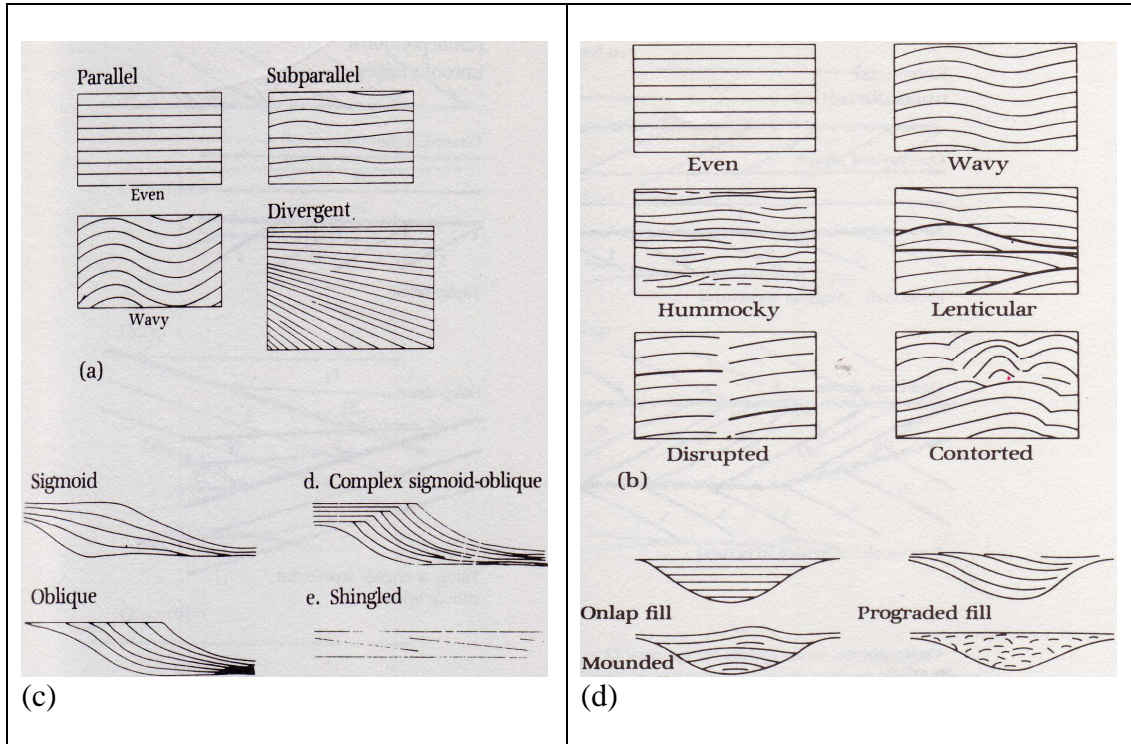 Parallel
Subparallel
Even
Divergent
Wavy
(a)
Sigmoid
d. Complex sigmoid-oblique
Oblique
e. Shingled
(c)
Even
Wavy
Hummocky
Lenticular
Disrupted
Contorted
(b)
Onlap fill
Prograded fill
Mounded
(d)